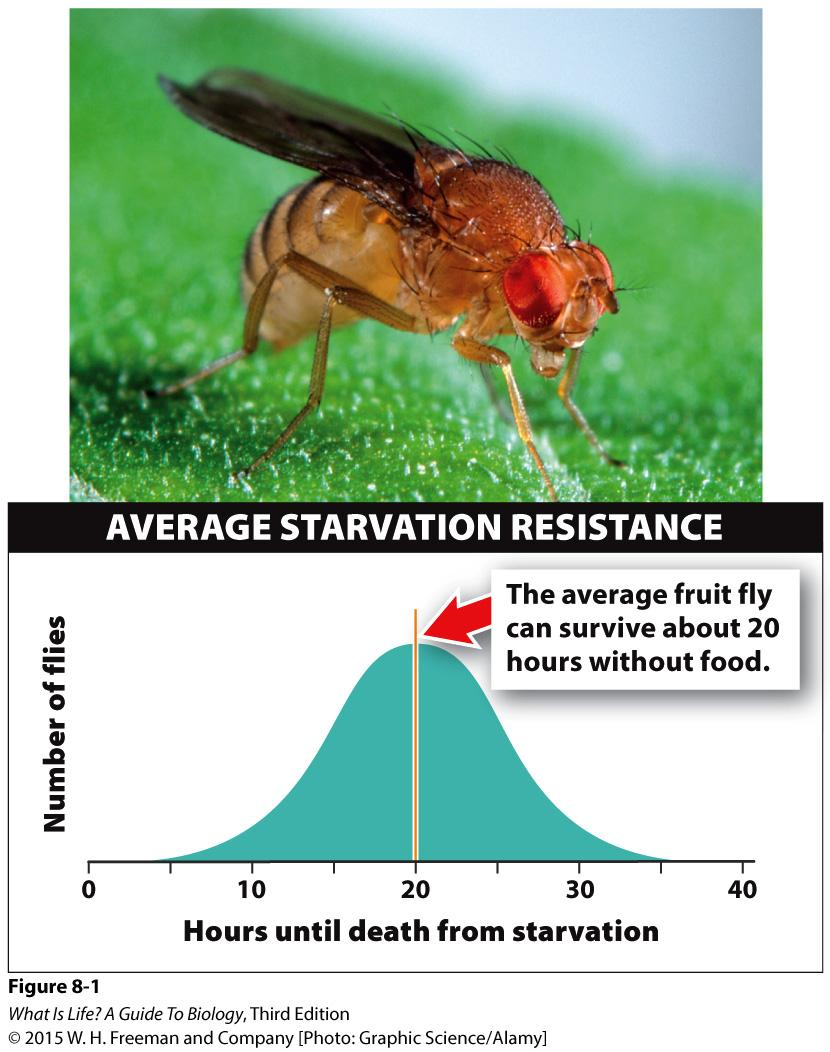 AVERAGE STARVATION RESISTANCE
The average fruit fly
can survive about 20
hours without food.
Number of flies
0 10 20 30 40
Hours until death from starvation
Figure 8-1
What Is Life? A Guide To Biology, Third Edition
© 2015 W. H. Freeman and Company [Photo: Graphic Science/Alamy]